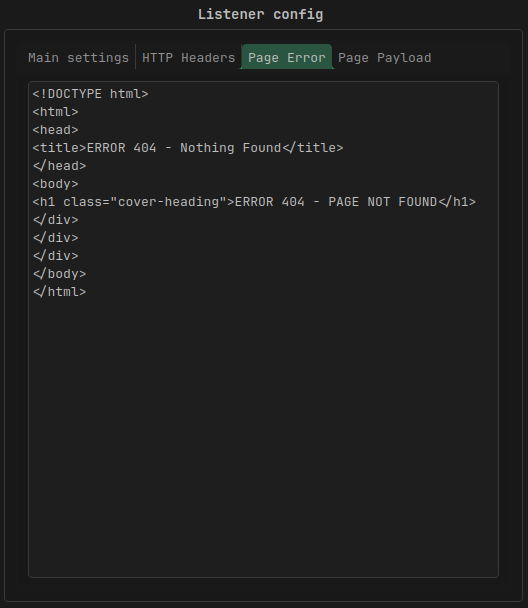 Listener config
Main settings HTTP Headers Page Error Page Payload
<!DOCTYPE html>
<html>
<head>
<title>ERROR 404 - Nothing Found</title>
</head>
<body>
<h1 class="cover-heading">ERROR 404 - PAGE NOT FOUND</h1>
</div>
</div>
</div>
</body>
</html>